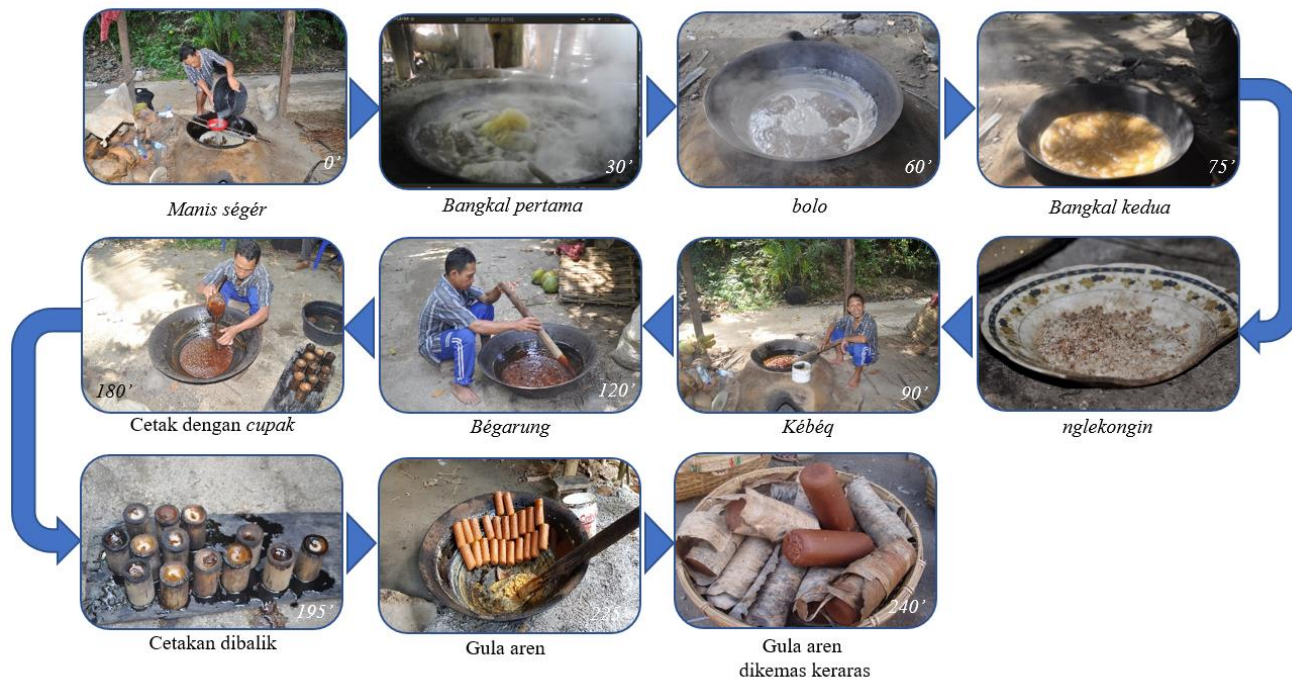 0’
30’
60’
75’
Manis ségér
Bangkal pertama
bolo
Bangkal kedua
nglekongin
90’
Kébéq
120’
Bégarung
180’
Cetak dengan cupak
195’
225’
240’
Cetakan dibalik
Gula aren
Gula aren
dikemas keraras